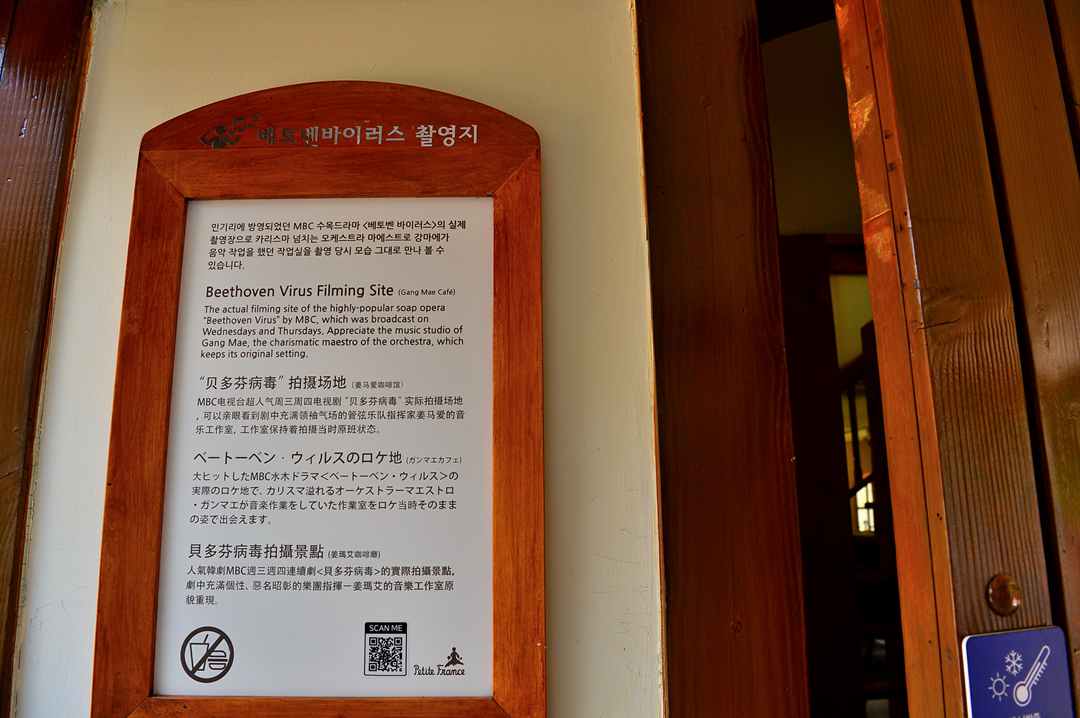 베토벤바이러스 촬영지
인기리에 방영되었던 MBC 수목드라마 <베토벤 바이러스>의 실제
촬영장으로 카리스마 넘치는 오케스트라 마에스트로 강마에가
음악 작업을 했던 작업실을 촬영 당시 모습 그대로 만나 볼 수
있습니다.
Beethoven Virus Filming Site (Gang Mae Café)
The actual filming site of the highly-popular soap opera
"Beethoven Virus" by MBC, which was broadcast on
Wednesdays and Thursdays. Appreciate the music studio of
Gang Mae, the charismatic maestro of the orchestra, which
keeps its original setting.
“贝多芬病毒” 拍摄场地 (姜马爱咖啡馆)
MBC电视台超人气周三周四电视剧 “贝多芬病毒” 实际拍摄场地
, 可以亲眼看到剧中充满领袖气场的管弦乐队指挥家姜马爱的音
乐工作室, 工作室保持着拍摄当时原班状态。
ベートーベン・ウィルスのロケ地 (ガンマエカフェ)
大ヒットしたMBC水木ドラマ<ベートーベン・ウィルス>の
実際のロケ地で、カリスマ溢れるオーケストラーマエストロ
・ガンマエが音楽作業をしていた作業室をロケ当時そのまま
の姿で出会えます。
貝多芬病毒拍攝景點 (姜瑪艾咖啡廳)
人氣韓劇MBC週三週四連續劇<貝多芬病毒>的實際拍攝景點,
劇中充滿個性、惡名昭彰的樂團指揮－姜瑪艾的音樂工作室原
貌重現。
SCAN ME
Petite France